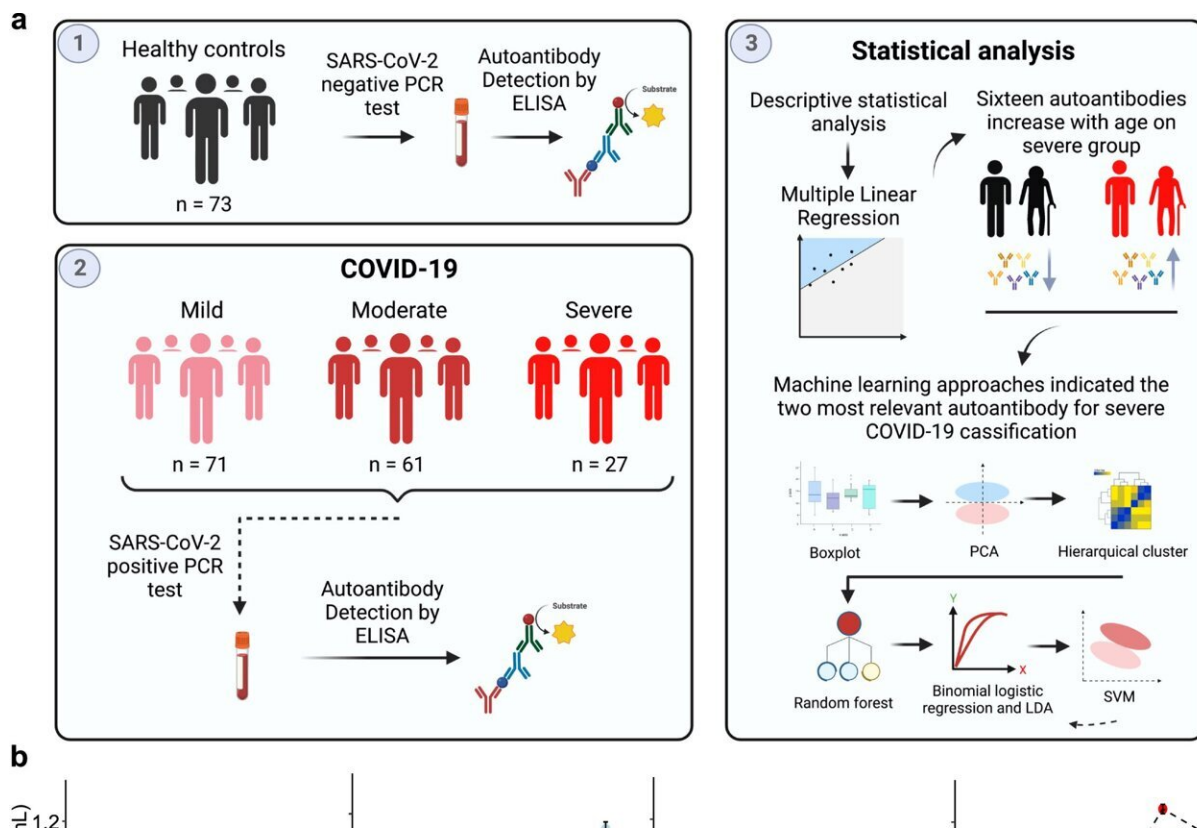 a
1
Healthy controls
n = 73
SARS-CoV-2
negative PCR
test
Autoantibody
Detection by
ELISA
Substrate
2
COVID-19
Mild
Moderate
Severe
n = 71
n = 61
n = 27
SARS-CoV-2
positive PCR
test
Autoantibody
Detection by
ELISA
Substrate
3
Statistical analysis
Descriptive statistical
analysis
Multiple Linear
Regression
Sixteen autoantibodies
increase with age on
severe group
Machine learning approaches indicated the
two most relevant autoantibody for severe
COVID-19 cassification
Boxplot
PCA
Hierarquical cluster
Random forest
Y
X
Binomial logistic
regression and LDA
SVM
b
1.2